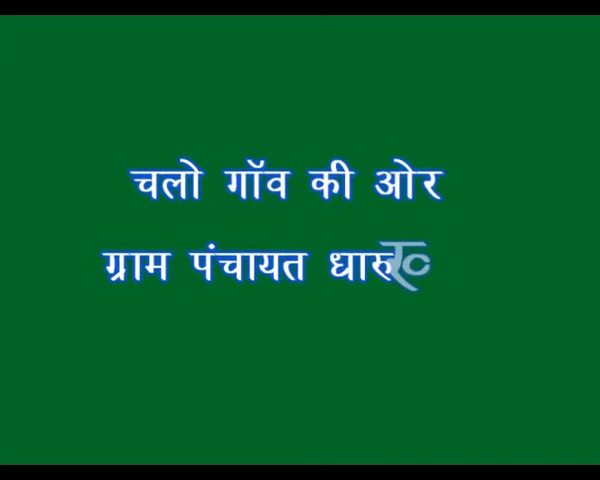 चलो गॉव की ओर
ग्राम पंचायत